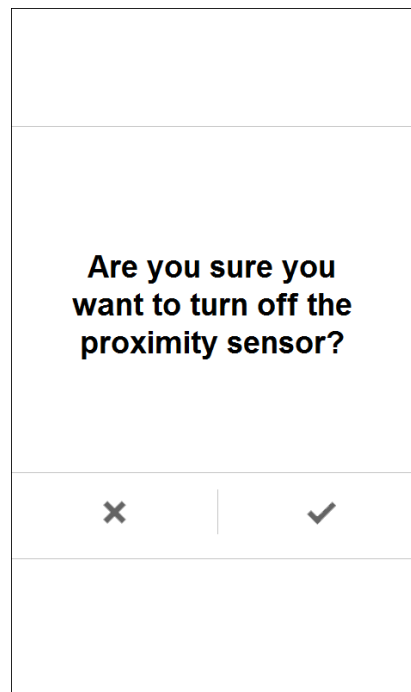 Are you sure you
want to turn off the
proximity sensor?